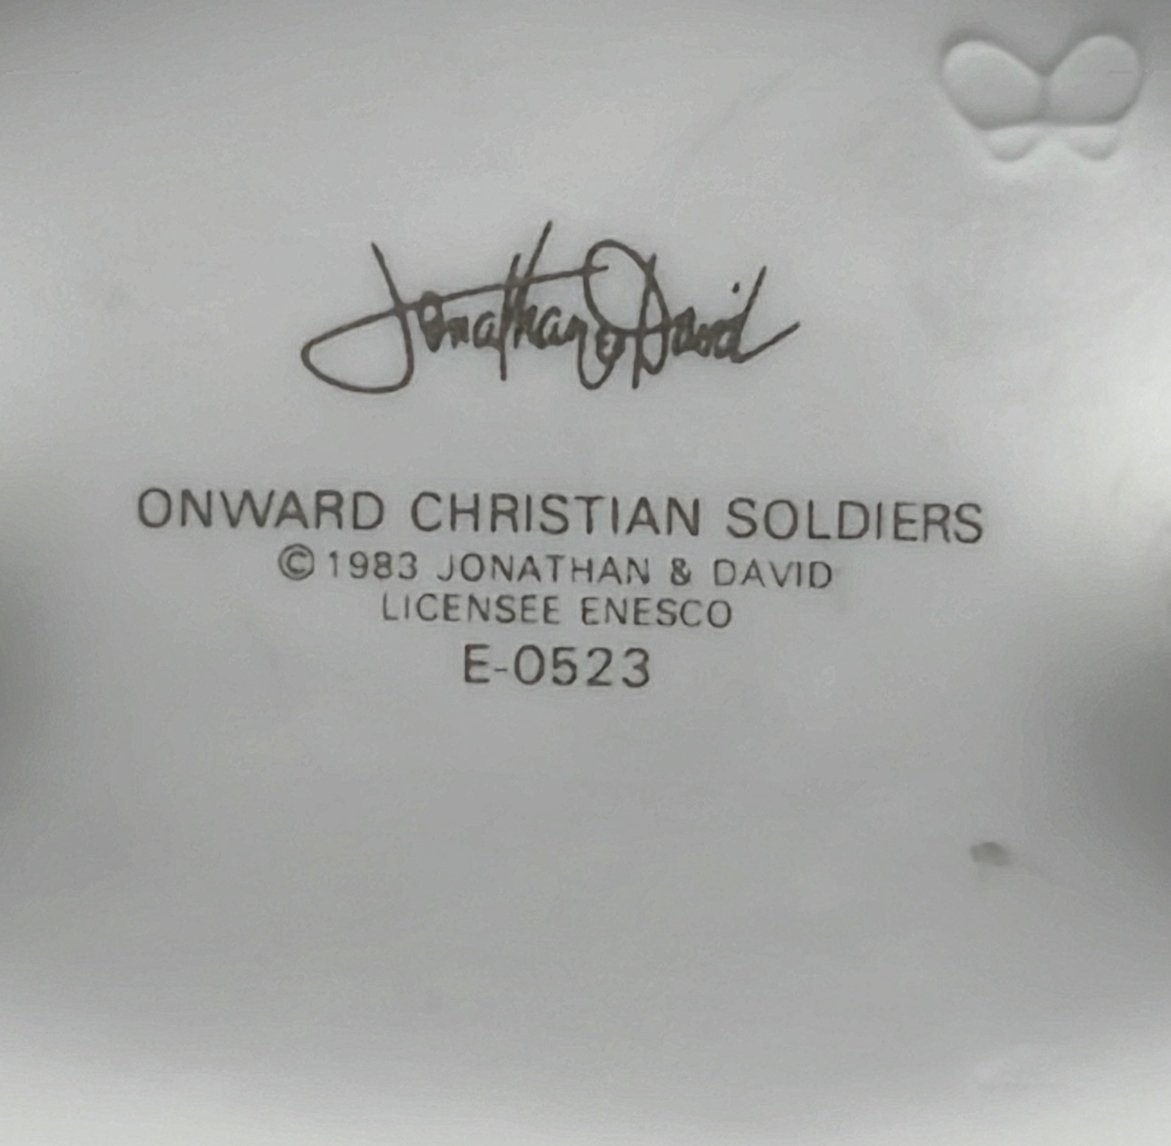 Jonathan & David
ONWARD CHRISTIAN SOLDIERS
© 1983 JONATHAN & DAVID
LICENSEE ENESCO
E-0523